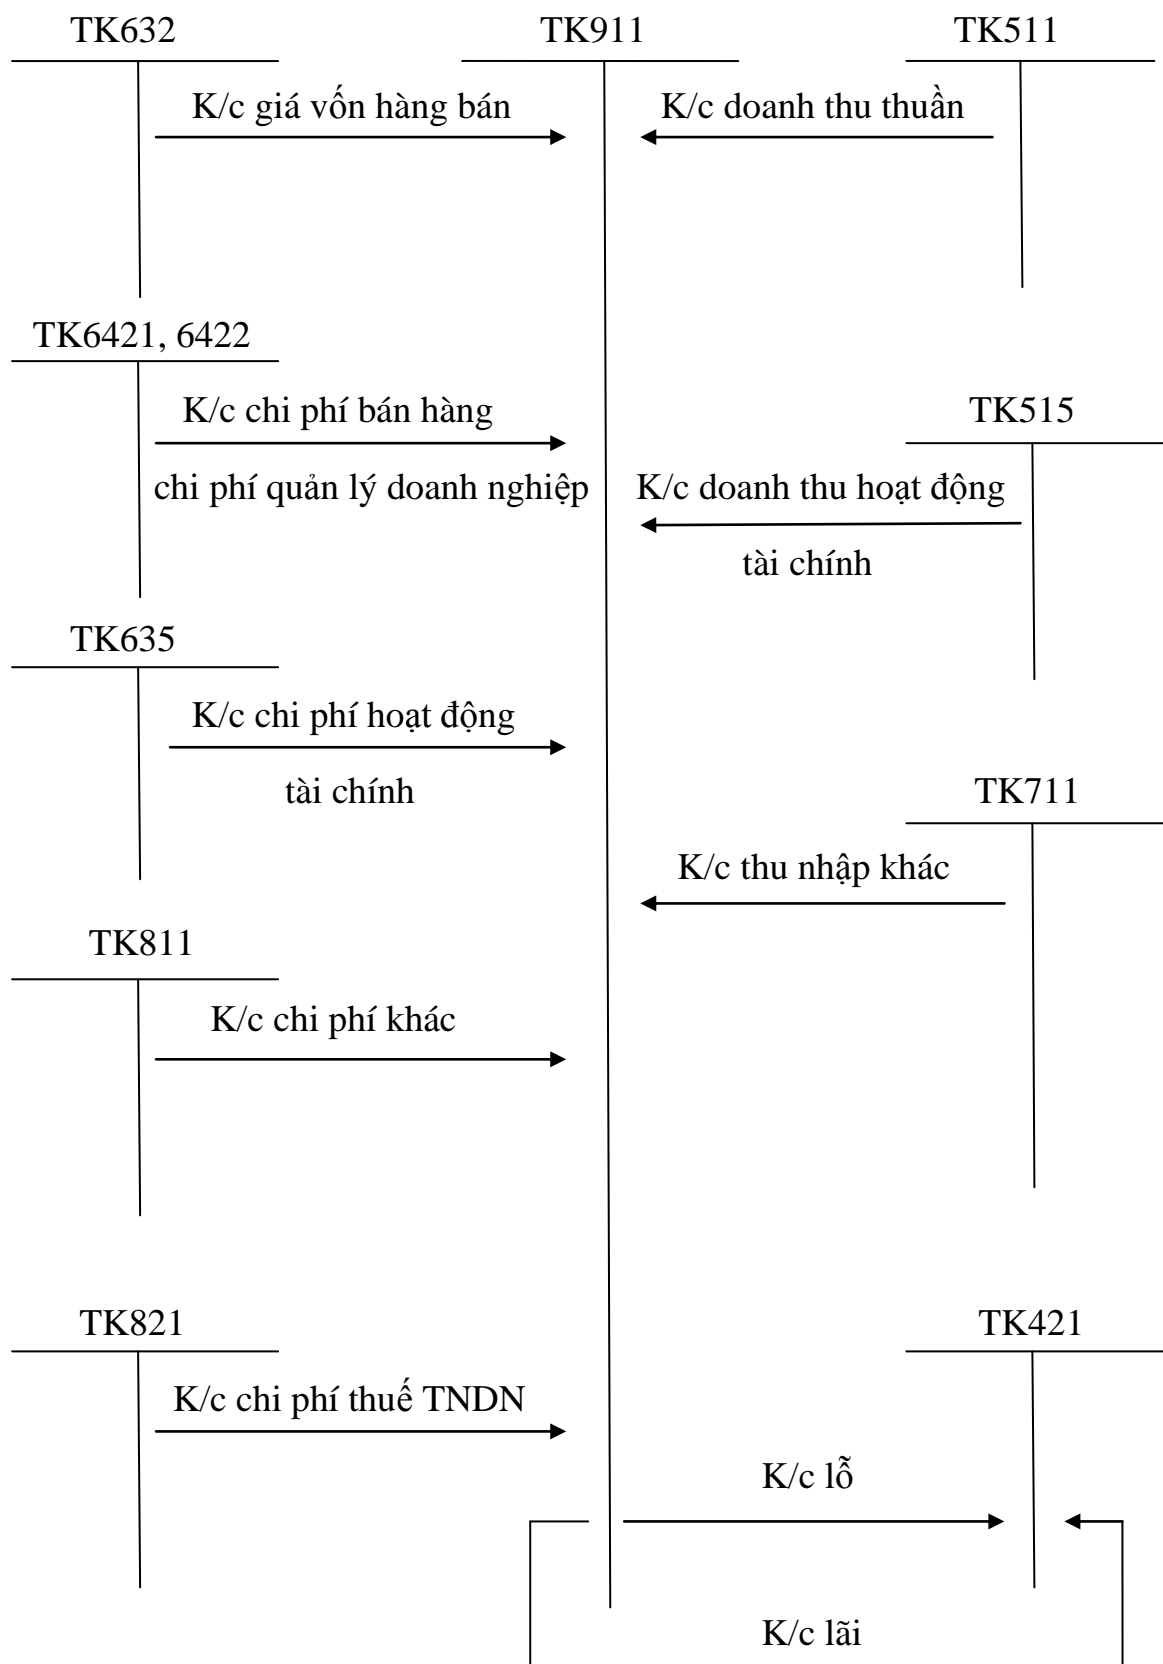 TK632
TK911
TK511
K/c giá vốn hàng bán
K/c doanh thu thuần
TK6421, 6422
K/c chi phí bán hàng
TK515
chi phí quản lý doanh nghiệp
K/c doanh thu hoạt động
tài chính
TK635
K/c chi phí hoạt động
tài chính
TK711
K/c thu nhập khác
TK811
K/c chi phí khác
TK821
TK421
K/c chi phí thuế TNDN
K/c lỗ
K/c lãi